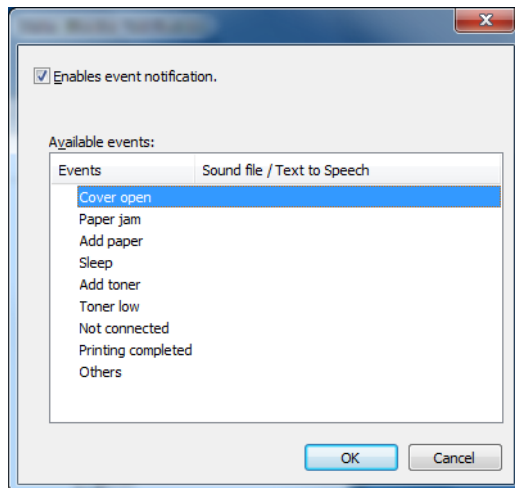 Enables event notification.
Available events:
Events Sound file / Text to Speech
Cover open
Paper jam
Add paper
Sleep
Add toner
Toner low
Not connected
Printing completed
Others
OK Cancel